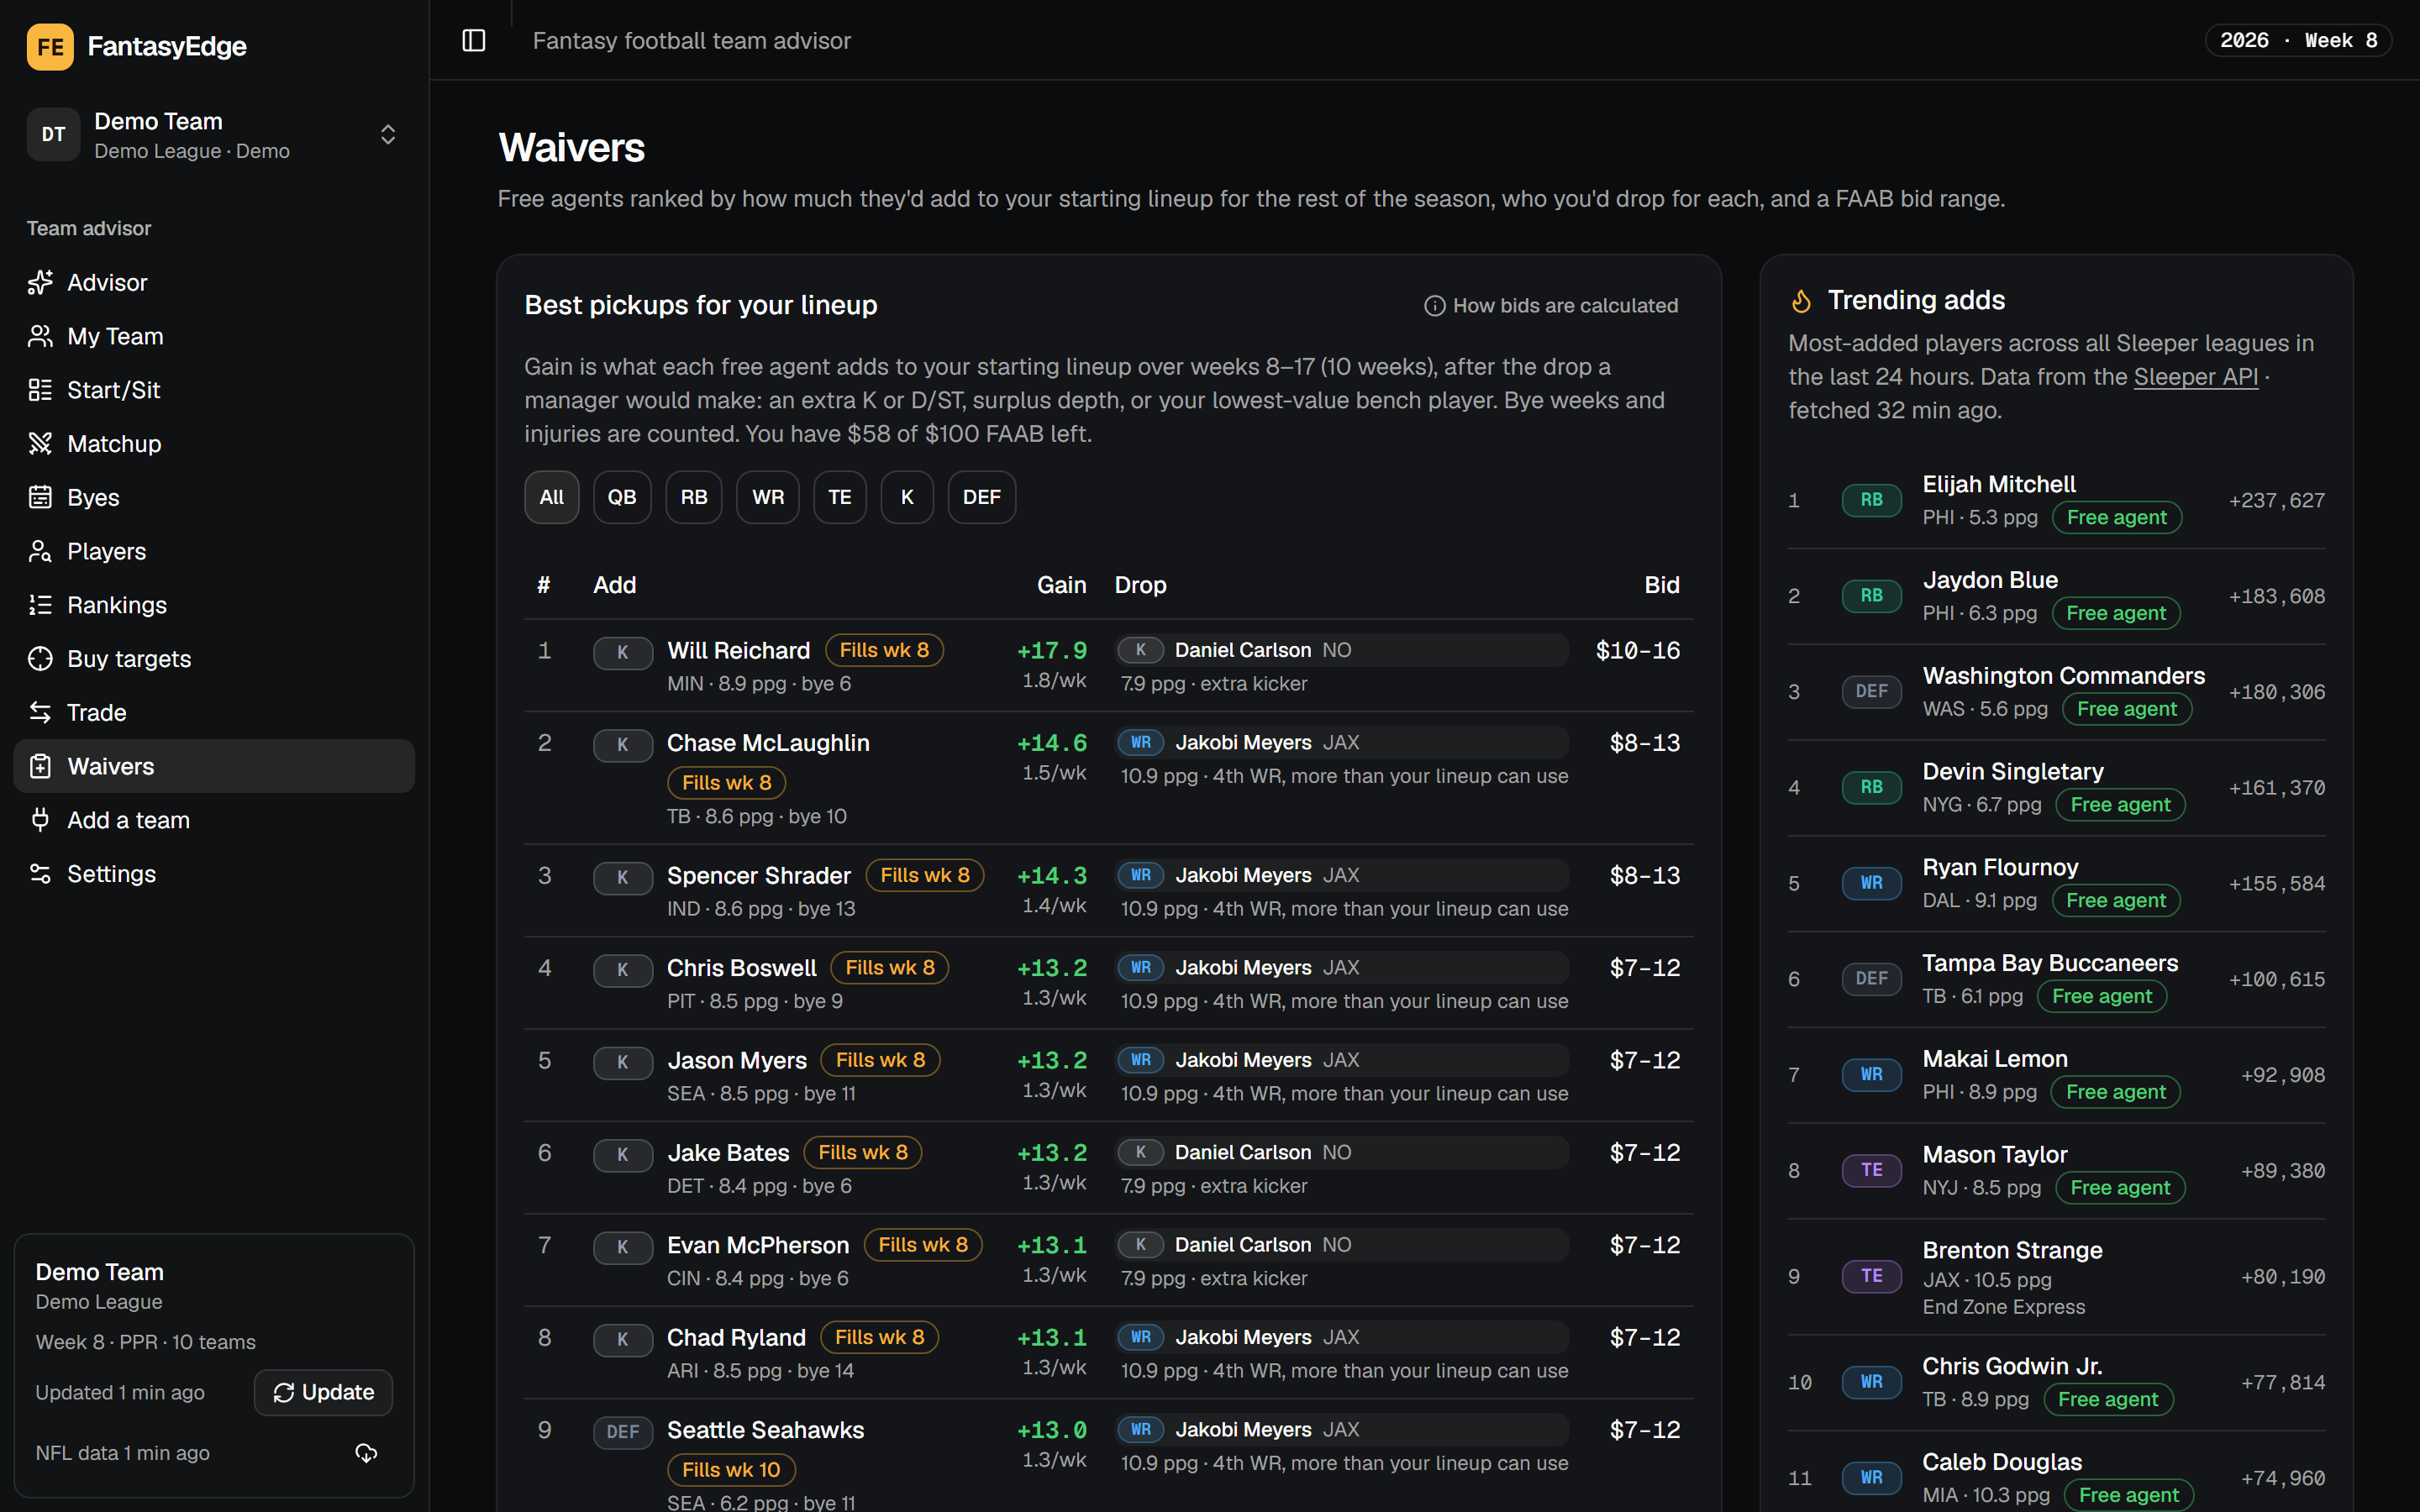 FE FantasyEdge
DT
Demo Team
Demo League · Demo
Team advisor
Advisor
My Team
Start/Sit
Matchup
Byes
Players
Rankings
Buy targets
Trade
Waivers
Add a team
Settings
Demo Team
Demo League
Week 8 · PPR · 10 teams
Updated 1 min ago
Update
NFL data 1 min ago
Fantasy football team advisor
2026 · Week 8
Waivers
Free agents ranked by how much they'd add to your starting lineup for the rest of the season, who you'd drop for each, and a FAAB bid range.
Best pickups for your lineup
How bids are calculated
Gain is what each free agent adds to your starting lineup over weeks 8–17 (10 weeks), after the drop a
manager would make: an extra K or D/ST, surplus depth, or your lowest-value bench player. Bye weeks and
injuries are counted. You have $58 of $100 FAAB left.
All QB RB WR TE K DEF
# Add Gain Drop Bid
1 K Will Reichard Fills wk 8 +17.9 K Daniel Carlson NO $10–16
MIN · 8.9 ppg · bye 6 1.8/wk 7.9 ppg · extra kicker
2 K Chase McLaughlin +14.6 WR Jakobi Meyers JAX $8–13
Fills wk 8 1.5/wk 10.9 ppg · 4th WR, more than your lineup can use
TB · 8.6 ppg · bye 10
3 K Spencer Shrader Fills wk 8 +14.3 WR Jakobi Meyers JAX $8–13
IND · 8.6 ppg · bye 13 1.4/wk 10.9 ppg · 4th WR, more than your lineup can use
4 K Chris Boswell Fills wk 8 +13.2 WR Jakobi Meyers JAX $7–12
PIT · 8.5 ppg · bye 9 1.3/wk 10.9 ppg · 4th WR, more than your lineup can use
5 K Jason Myers Fills wk 8 +13.2 WR Jakobi Meyers JAX $7–12
SEA · 8.5 ppg · bye 11 1.3/wk 10.9 ppg · 4th WR, more than your lineup can use
6 K Jake Bates Fills wk 8 +13.2 K Daniel Carlson NO $7–12
DET · 8.4 ppg · bye 6 1.3/wk 7.9 ppg · extra kicker
7 K Evan McPherson Fills wk 8 +13.1 K Daniel Carlson NO $7–12
CIN · 8.4 ppg · bye 6 1.3/wk 7.9 ppg · extra kicker
8 K Chad Ryland Fills wk 8 +13.1 WR Jakobi Meyers JAX $7–12
ARI · 8.5 ppg · bye 14 1.3/wk 10.9 ppg · 4th WR, more than your lineup can use
9 DEF Seattle Seahawks +13.0 WR Jakobi Meyers JAX $7–12
Fills wk 10 1.3/wk 10.9 ppg · 4th WR, more than your lineup can use
SEA · 6.2 ppg · bye 11
Trending adds
Most-added players across all Sleeper leagues in
the last 24 hours. Data from the Sleeper API ·
fetched 32 min ago.
1 RB Elijah Mitchell +237,627
PHI · 5.3 ppg Free agent
2 RB Jaydon Blue +183,608
PHI · 6.3 ppg Free agent
3 DEF Washington Commanders +180,306
WAS · 5.6 ppg Free agent
4 RB Devin Singletary +161,370
NYG · 6.7 ppg Free agent
5 WR Ryan Flournoy +155,584
DAL · 9.1 ppg Free agent
6 DEF Tampa Bay Buccaneers +100,615
TB · 6.1 ppg Free agent
7 WR Makai Lemon +92,908
PHI · 8.9 ppg Free agent
8 TE Mason Taylor +89,380
NYJ · 8.5 ppg Free agent
9 TE Brenton Strange +80,190
JAX · 10.5 ppg
End Zone Express
10 WR Chris Godwin Jr. +77,814
TB · 8.9 ppg Free agent
11 WR Caleb Douglas +74,960
MIA · 10.3 ppg Free agent